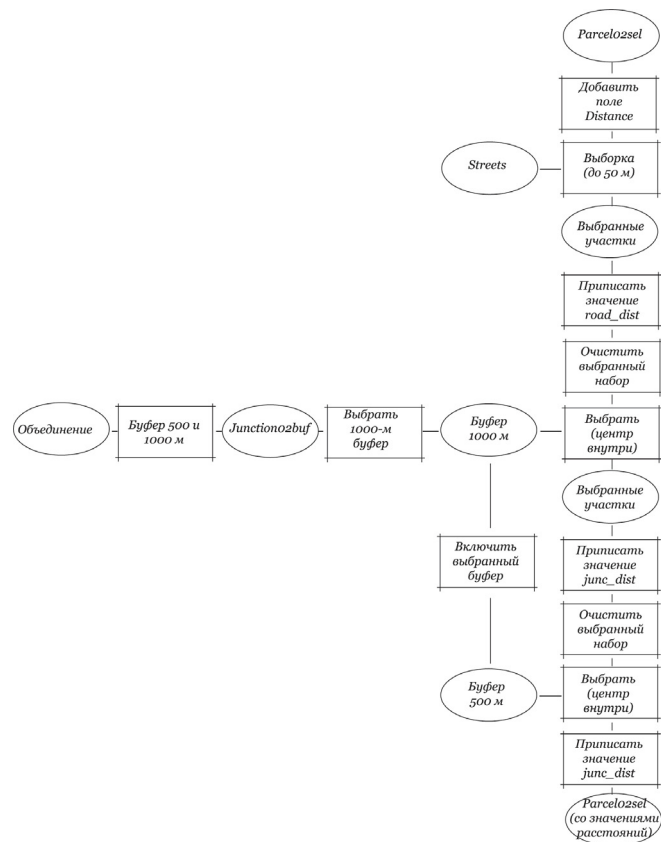 Parcel02sel
Добавить
поле
Distance
Streets
Выборка
(до 50 м)
Выбранные
участки
Приписать
значение
road_dist
Очистить
выбранный
набор
Объединение
Буфер 500 и
1000 м
Junction02buf
Выбрать
1000-м
буфер
Буфер
1000 м
Выбрать
(центр
внутри)
Выбранные
участки
Включить
выбранный
буфер
Приписать
значение
junc_dist
Очистить
выбранный
набор
Буфер
500 м
Выбрать
(центр
внутри)
Приписать
значение
junc_dist
Parcel02sel
(со значениями
расстояний)